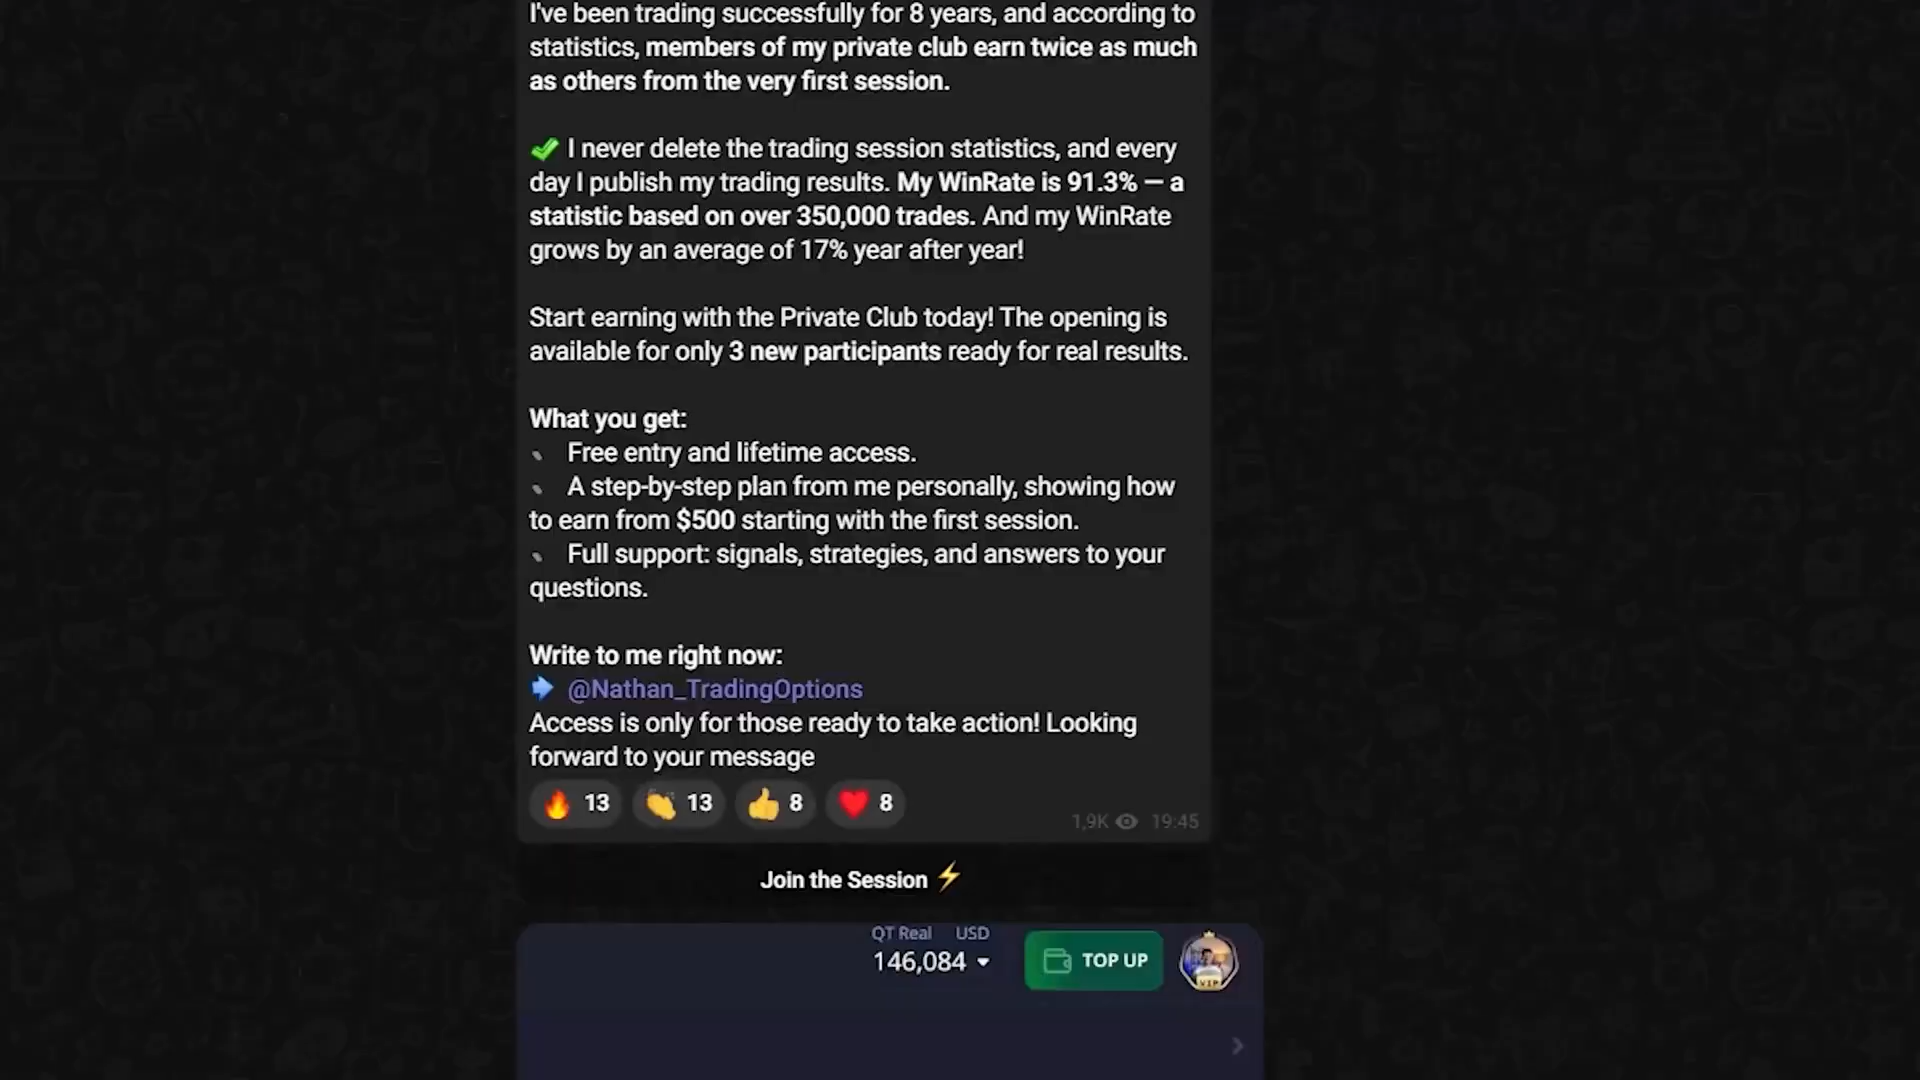 I've been trading successfully for 8 years, and according to
statistics, members of my private club earn twice as much
as others from the very first session.
✅ I never delete the trading session statistics, and every
day I publish my trading results. My WinRate is 91.3% — a
statistic based on over 350,000 trades. And my WinRate
grows by an average of 17% year after year!
Start earning with the Private Club today! The opening is
available for only 3 new participants ready for real results.
What you get:
Free entry and lifetime access.
A step-by-step plan from me personally, showing how
to earn from $500 starting with the first session.
Full support: signals, strategies, and answers to your
questions.
Write to me right now:
➡ @Nathan_TradingOptions
Access is only for those ready to take action! Looking
forward to your message
🔥 13 👏 13 👍 8 ❤️ 8
1,9K 19:45
Join the Session ⚡
QT Real USD
146,084
TOP UP
VIP